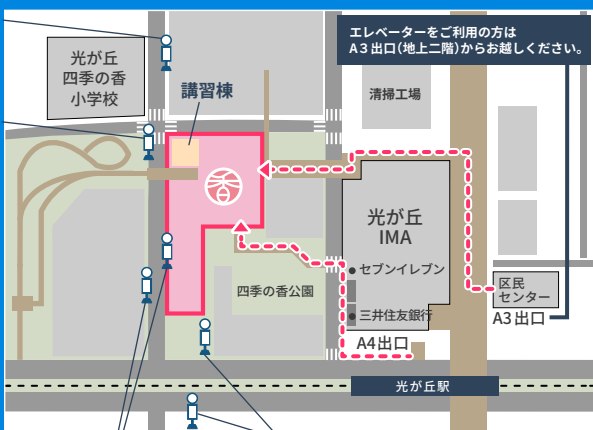 エレベーターをご利用の方は
A3出口(地上二階)からお越しください。
光が丘
四季の香
小学校
講習棟
清掃工場
光が丘
IMA
セブンイレブン
三井住友銀行
四季の香公園
区民
センター
A3出口
A4出口
光が丘駅